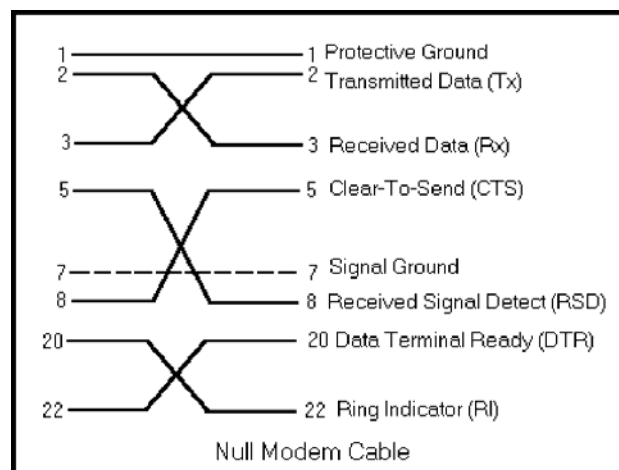 1 1 Protective Ground
2 2 Transmitted Data (Tx)
3 3 Received Data (Rx)
5 5 Clear-To-Send (CTS)
7 7 Signal Ground
8 8 Received Signal Detect (RSD)
20 20 Data Terminal Ready (DTR)
22 22 Ring Indicator (RI)
Null Modem Cable